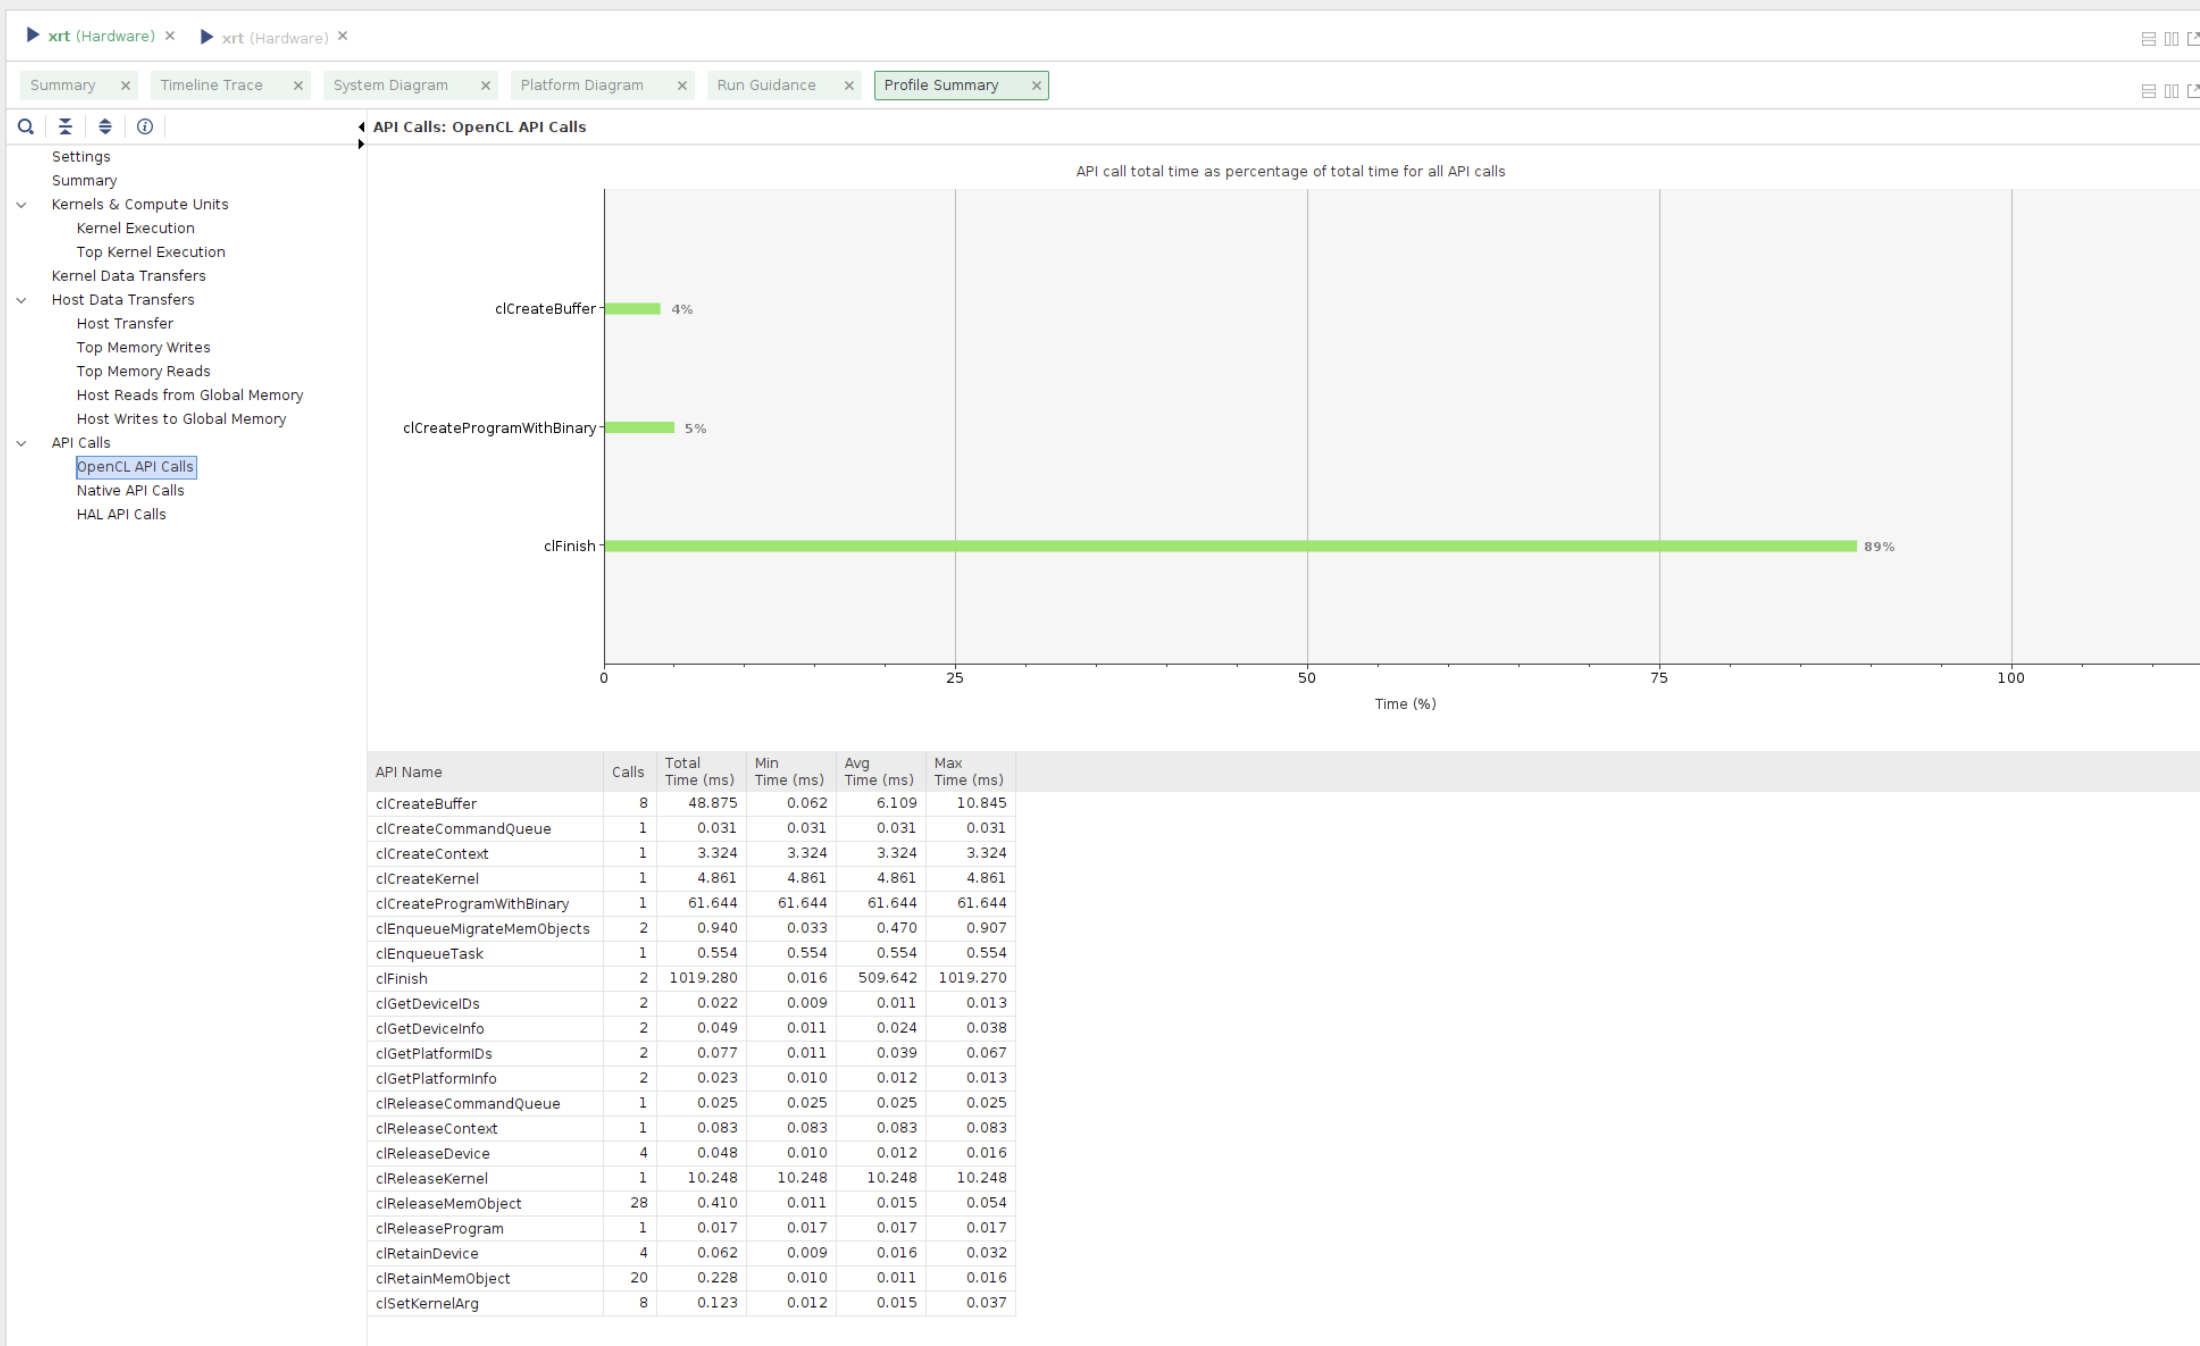 xrt (Hardware) xrt (Hardware)
Summary Timeline Trace System Diagram Platform Diagram Run Guidance Profile Summary
API Calls: OpenCL API Calls
Settings
Summary
Kernels & Compute Units
Kernel Execution
Top Kernel Execution
Kernel Data Transfers
Host Data Transfers
Host Transfer
Top Memory Writes
Top Memory Reads
Host Reads from Global Memory
Host Writes to Global Memory
API Calls
OpenCL API Calls
Native API Calls
HAL API Calls
API call total time as percentage of total time for all API calls
clCreateBuffer 4%
clCreateProgramWithBinary 5%
clFinish 89%
0 25 50 75 100
Time (%)
API Name Calls Total Time (ms) Min Time (ms) Avg Time (ms) Max Time (ms)
clCreateBuffer 8 48.875 0.062 6.109 10.845
clCreateCommandQueue 1 0.031 0.031 0.031 0.031
clCreateContext 1 3.324 3.324 3.324 3.324
clCreateKernel 1 4.861 4.861 4.861 4.861
clCreateProgramWithBinary 1 61.644 61.644 61.644 61.644
clEnqueueMigrateMemObjects 2 0.940 0.033 0.470 0.907
clEnqueueTask 1 0.554 0.554 0.554 0.554
clFinish 2 1019.280 0.016 509.642 1019.270
clGetDeviceIDs 2 0.022 0.009 0.011 0.013
clGetDeviceInfo 2 0.049 0.011 0.024 0.038
clGetPlatformIDs 2 0.077 0.011 0.039 0.067
clGetPlatformInfo 2 0.023 0.010 0.012 0.013
clReleaseCommandQueue 1 0.025 0.025 0.025 0.025
clReleaseContext 1 0.083 0.083 0.083 0.083
clReleaseDevice 4 0.048 0.010 0.012 0.016
clReleaseKernel 1 10.248 10.248 10.248 10.248
clReleaseMemObject 28 0.410 0.011 0.015 0.054
clReleaseProgram 1 0.017 0.017 0.017 0.017
clRetainDevice 4 0.062 0.009 0.016 0.032
clRetainMemObject 20 0.228 0.010 0.011 0.016
clSetKernelArg 8 0.123 0.012 0.015 0.037